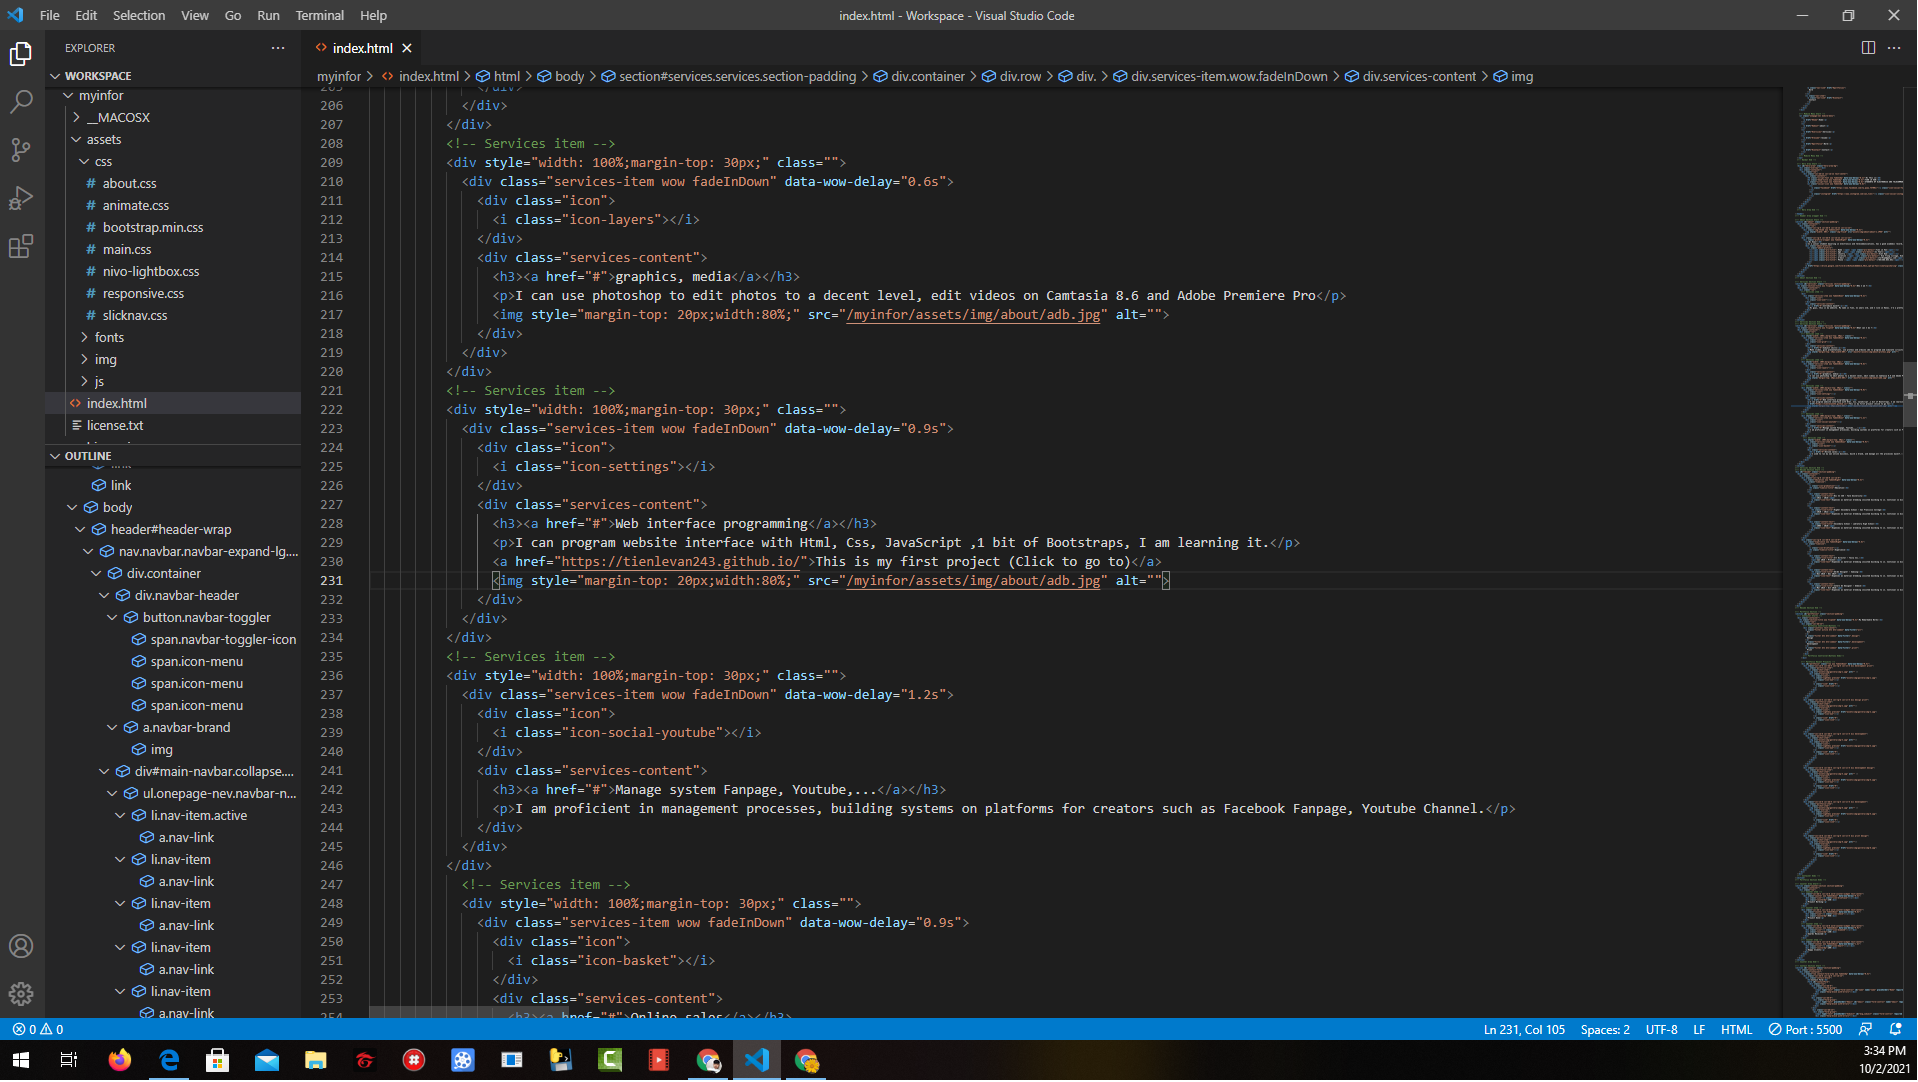 File Edit Selection View Go Run Terminal Help
index.html - Workspace - Visual Studio Code
EXPLORER
WORKSPACE
myinfor
__MACOSX
assets
css
# about.css
# animate.css
# bootstrap.min.css
# main.css
# nivo-lightbox.css
# responsive.css
# slicknav.css
fonts
img
js
<> index.html
license.txt
OUTLINE
link
link
body
header#header-wrap
nav.navbar.navbar-expand-lg....
div.container
div.navbar-header
button.navbar-toggler
span.navbar-toggler-icon
span.icon-menu
span.icon-menu
span.icon-menu
a.navbar-brand
img
div#main-navbar.collapse....
ul.onepage-nev.navbar-n...
li.nav-item.active
a.nav-link
li.nav-item
a.nav-link
li.nav-item
a.nav-link
li.nav-item
a.nav-link
li.nav-item
a.nav-link
<> index.html
myinfor > <> index.html > html > body > section#services.services.section-padding > div.container > div.row > div. > div.services-item.wow.fadeInDown > div.services-content > img
205 </div>
206 </div>
207 </div>
208 <!-- Services item -->
209 <div style="width: 100%;margin-top: 30px;" class="">
210 <div class="services-item wow fadeInDown" data-wow-delay="0.6s">
211 <div class="icon">
212 <i class="icon-layers"></i>
213 </div>
214 <div class="services-content">
215 <h3><a href="#">graphics, media</a></h3>
216 <p>I can use photoshop to edit photos to a decent level, edit videos on Camtasia 8.6 and Adobe Premiere Pro</p>
217 <img style="margin-top: 20px;width:80%;" src="/myinfor/assets/img/about/adb.jpg" alt="">
218 </div>
219 </div>
220 </div>
221 <!-- Services item -->
222 <div style="width: 100%;margin-top: 30px;" class="">
223 <div class="services-item wow fadeInDown" data-wow-delay="0.9s">
224 <div class="icon">
225 <i class="icon-settings"></i>
226 </div>
227 <div class="services-content">
228 <h3><a href="#">Web interface programming</a></h3>
229 <p>I can program website interface with Html, Css, JavaScript ,1 bit of Bootstraps, I am learning it.</p>
230 <a href="https://tienlevan243.github.io/">This is my first project (Click to go to)</a>
231 <img style="margin-top: 20px;width:80%;" src="/myinfor/assets/img/about/adb.jpg" alt="">
232 </div>
233 </div>
234 </div>
235 <!-- Services item -->
236 <div style="width: 100%;margin-top: 30px;" class="">
237 <div class="services-item wow fadeInDown" data-wow-delay="1.2s">
238 <div class="icon">
239 <i class="icon-social-youtube"></i>
240 </div>
241 <div class="services-content">
242 <h3><a href="#">Manage system Fanpage, Youtube,...</a></h3>
243 <p>I am proficient in management processes, building systems on platforms for creators such as Facebook Fanpage, Youtube Channel.</p>
244 </div>
245 </div>
246 </div>
247 <!-- Services item -->
248 <div style="width: 100%;margin-top: 30px;" class="">
249 <div class="services-item wow fadeInDown" data-wow-delay="0.9s">
250 <div class="icon">
251 <i class="icon-basket"></i>
252 </div>
253 <div class="services-content">
254 <h3><a href="#">Online sales</a></h3>
0 0
Ln 231, Col 105 Spaces: 2 UTF-8 LF HTML Port : 5500
3:34 PM
10/2/2021